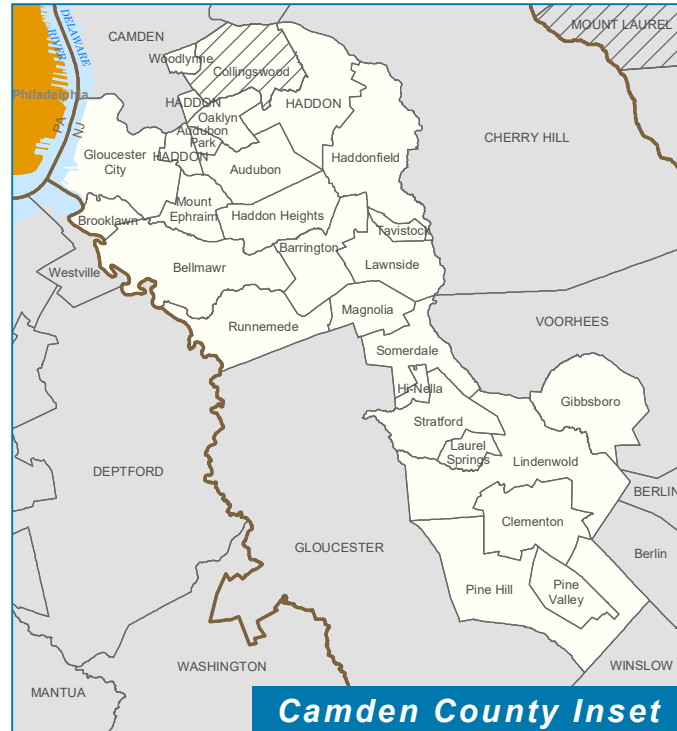 DELAWARE
RIVER
MOUNT LAUREL
CAMDEN
Woodlynne
Collingswood
Philadelphia
HADDON
HADDON
Oaklyn
PA
NJ
Audubon
Park
CHERRY HILL
Gloucester
City
HADDON
Haddonfield
Audubon
Mount
Ephraim
Brooklawn
Haddon Heights
Tavistock
Barrington
Westville
Bellmawr
Lawnside
Magnolia
Runnemede
VOORHEES
Somerdale
Hi-Nella
Gibbsboro
Stratford
Laurel
Springs
Lindenwold
DEPTFORD
BERLIN
Clementon
GLOUCESTER
Berlin
Pine Hill
Pine
Valley
WASHINGTON
WINSLOW
MANTUA
Camden County Inset